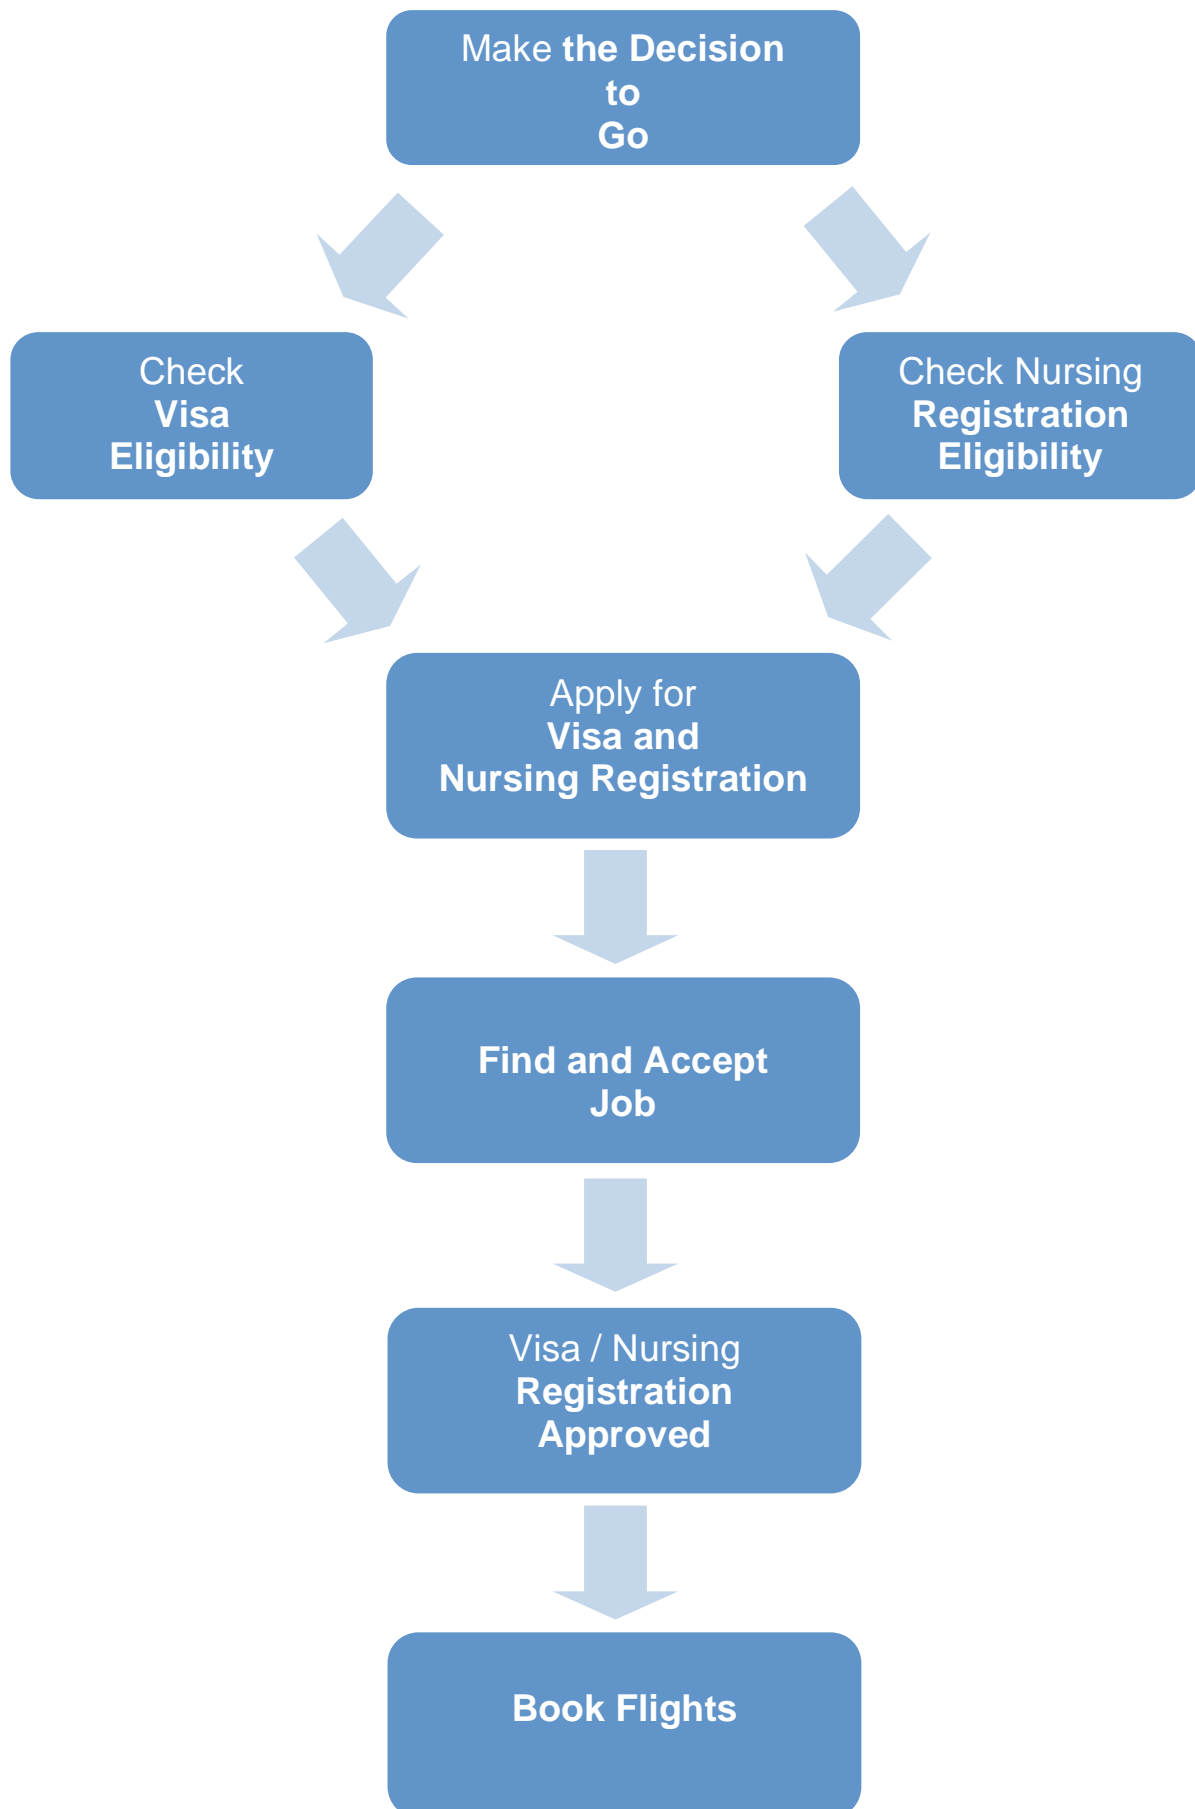 Make the Decision
to
Go
Check
Visa
Eligibility
Check Nursing
Registration
Eligibility
Apply for
Visa and
Nursing Registration
Find and Accept
Job
Visa / Nursing
Registration
Approved
Book Flights